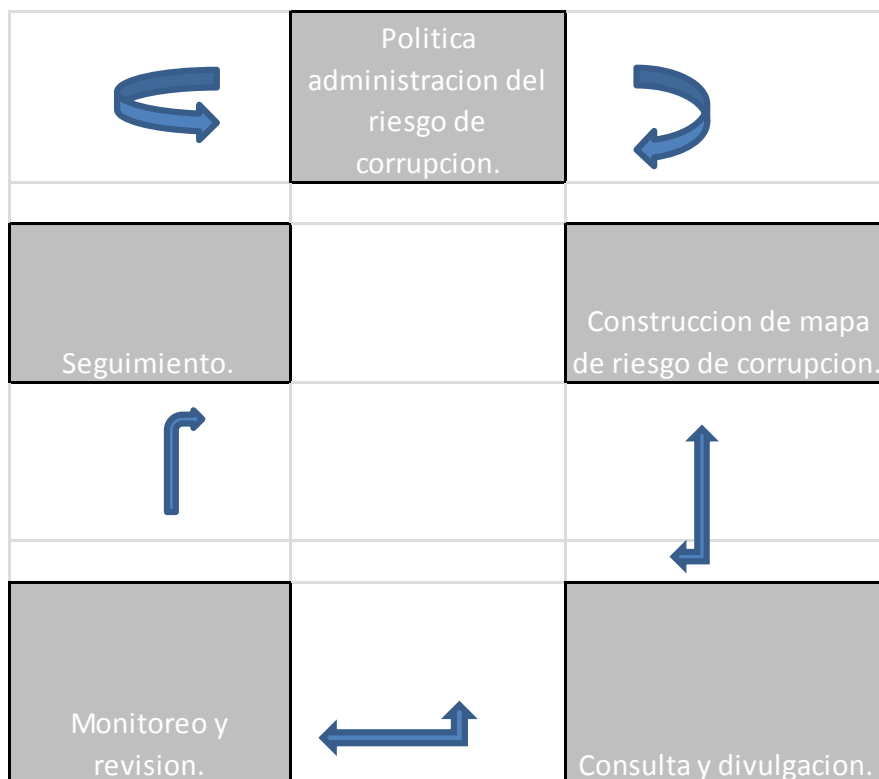 Politica
administracion del
riesgo de
corrupcion.
Seguimiento.
Construccion de mapa
de riesgo de corrupcion.
Monitoreo y
revision.
Consulta y divulgacion.